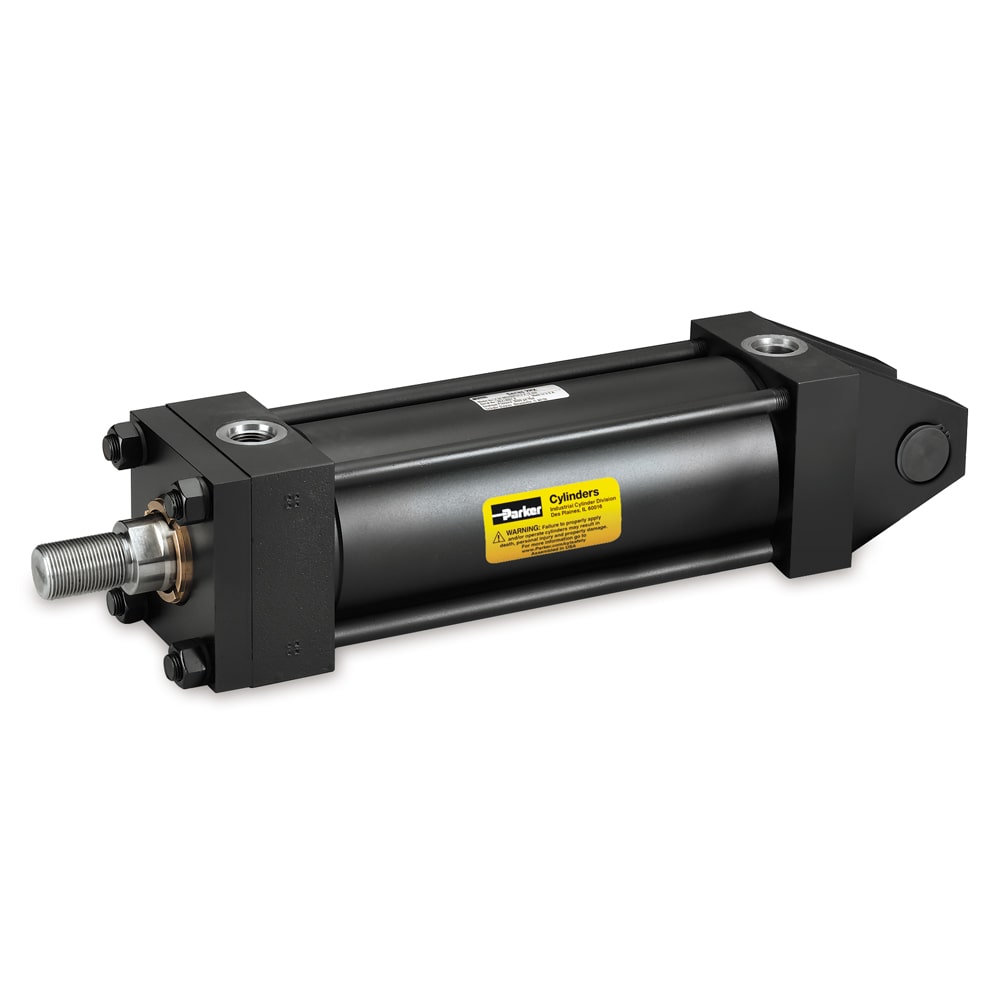 Parker
Cylinders
Industrial Cylinder Division
Des Plaines, IL 60016
WARNING: Failure to properly apply
and/or operate cylinders may result in
death, personal injury and property damage.
For more information go to
www.Parker.com/cylsafety
Assembled in USA